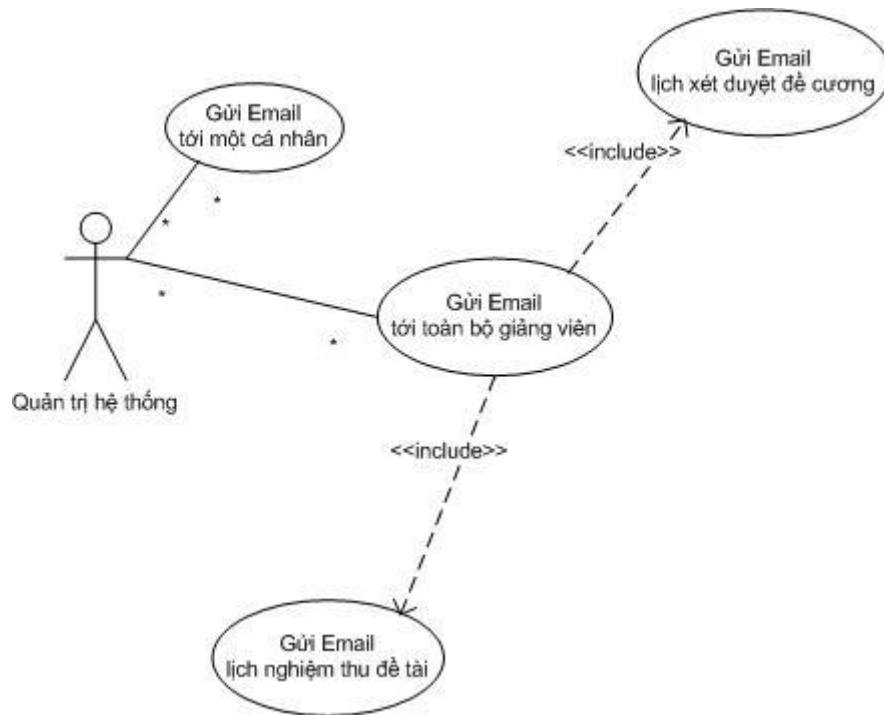 Gửi Email
lịch xét duyệt đề cương
Gửi Email
tới một cá nhân
<<include>>
*
*
*
*
Gửi Email
tới toàn bộ giảng viên
Quản trị hệ thống
<<include>>
Gửi Email
lịch nghiệm thu đề tài